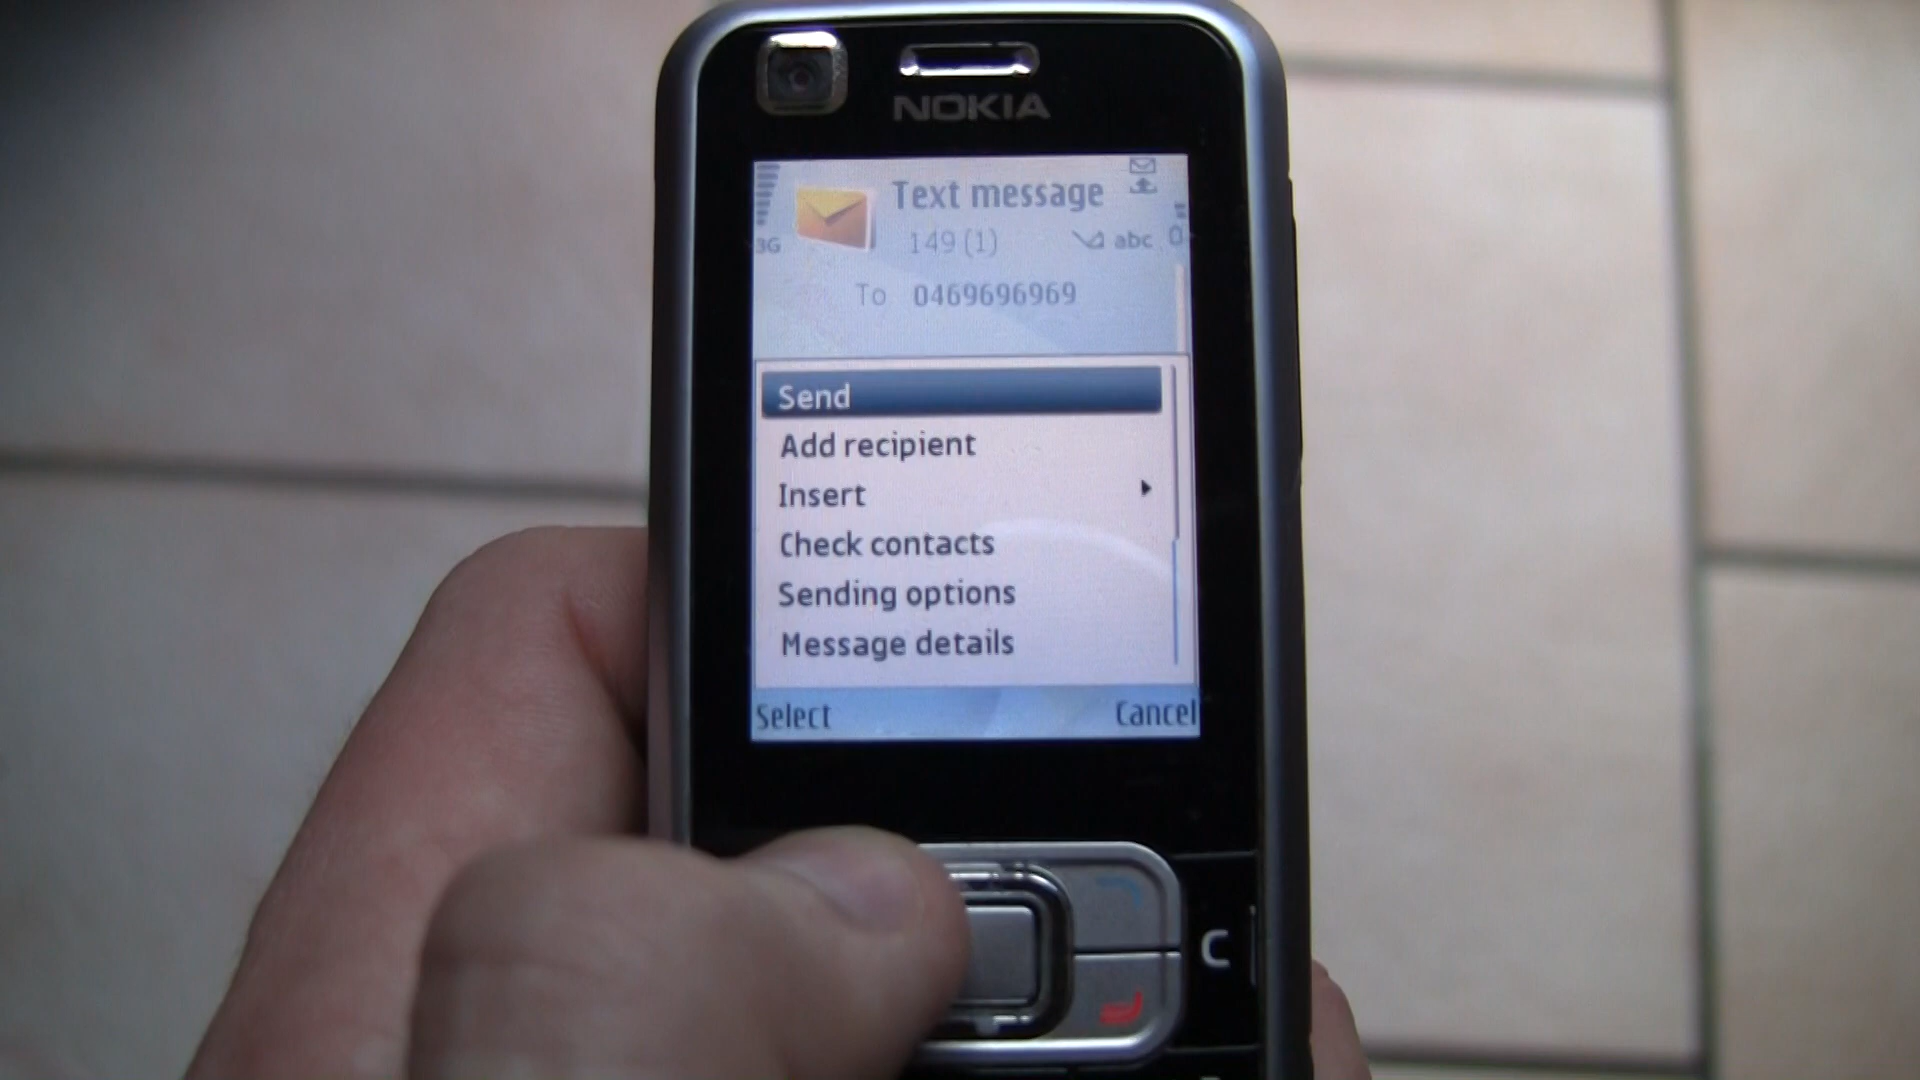 NOKIA
Text message
3G
149 (1)
abc
To 0469696969
Send
Add recipient
Insert
Check contacts
Sending options
Message details
Select
Cancel
C